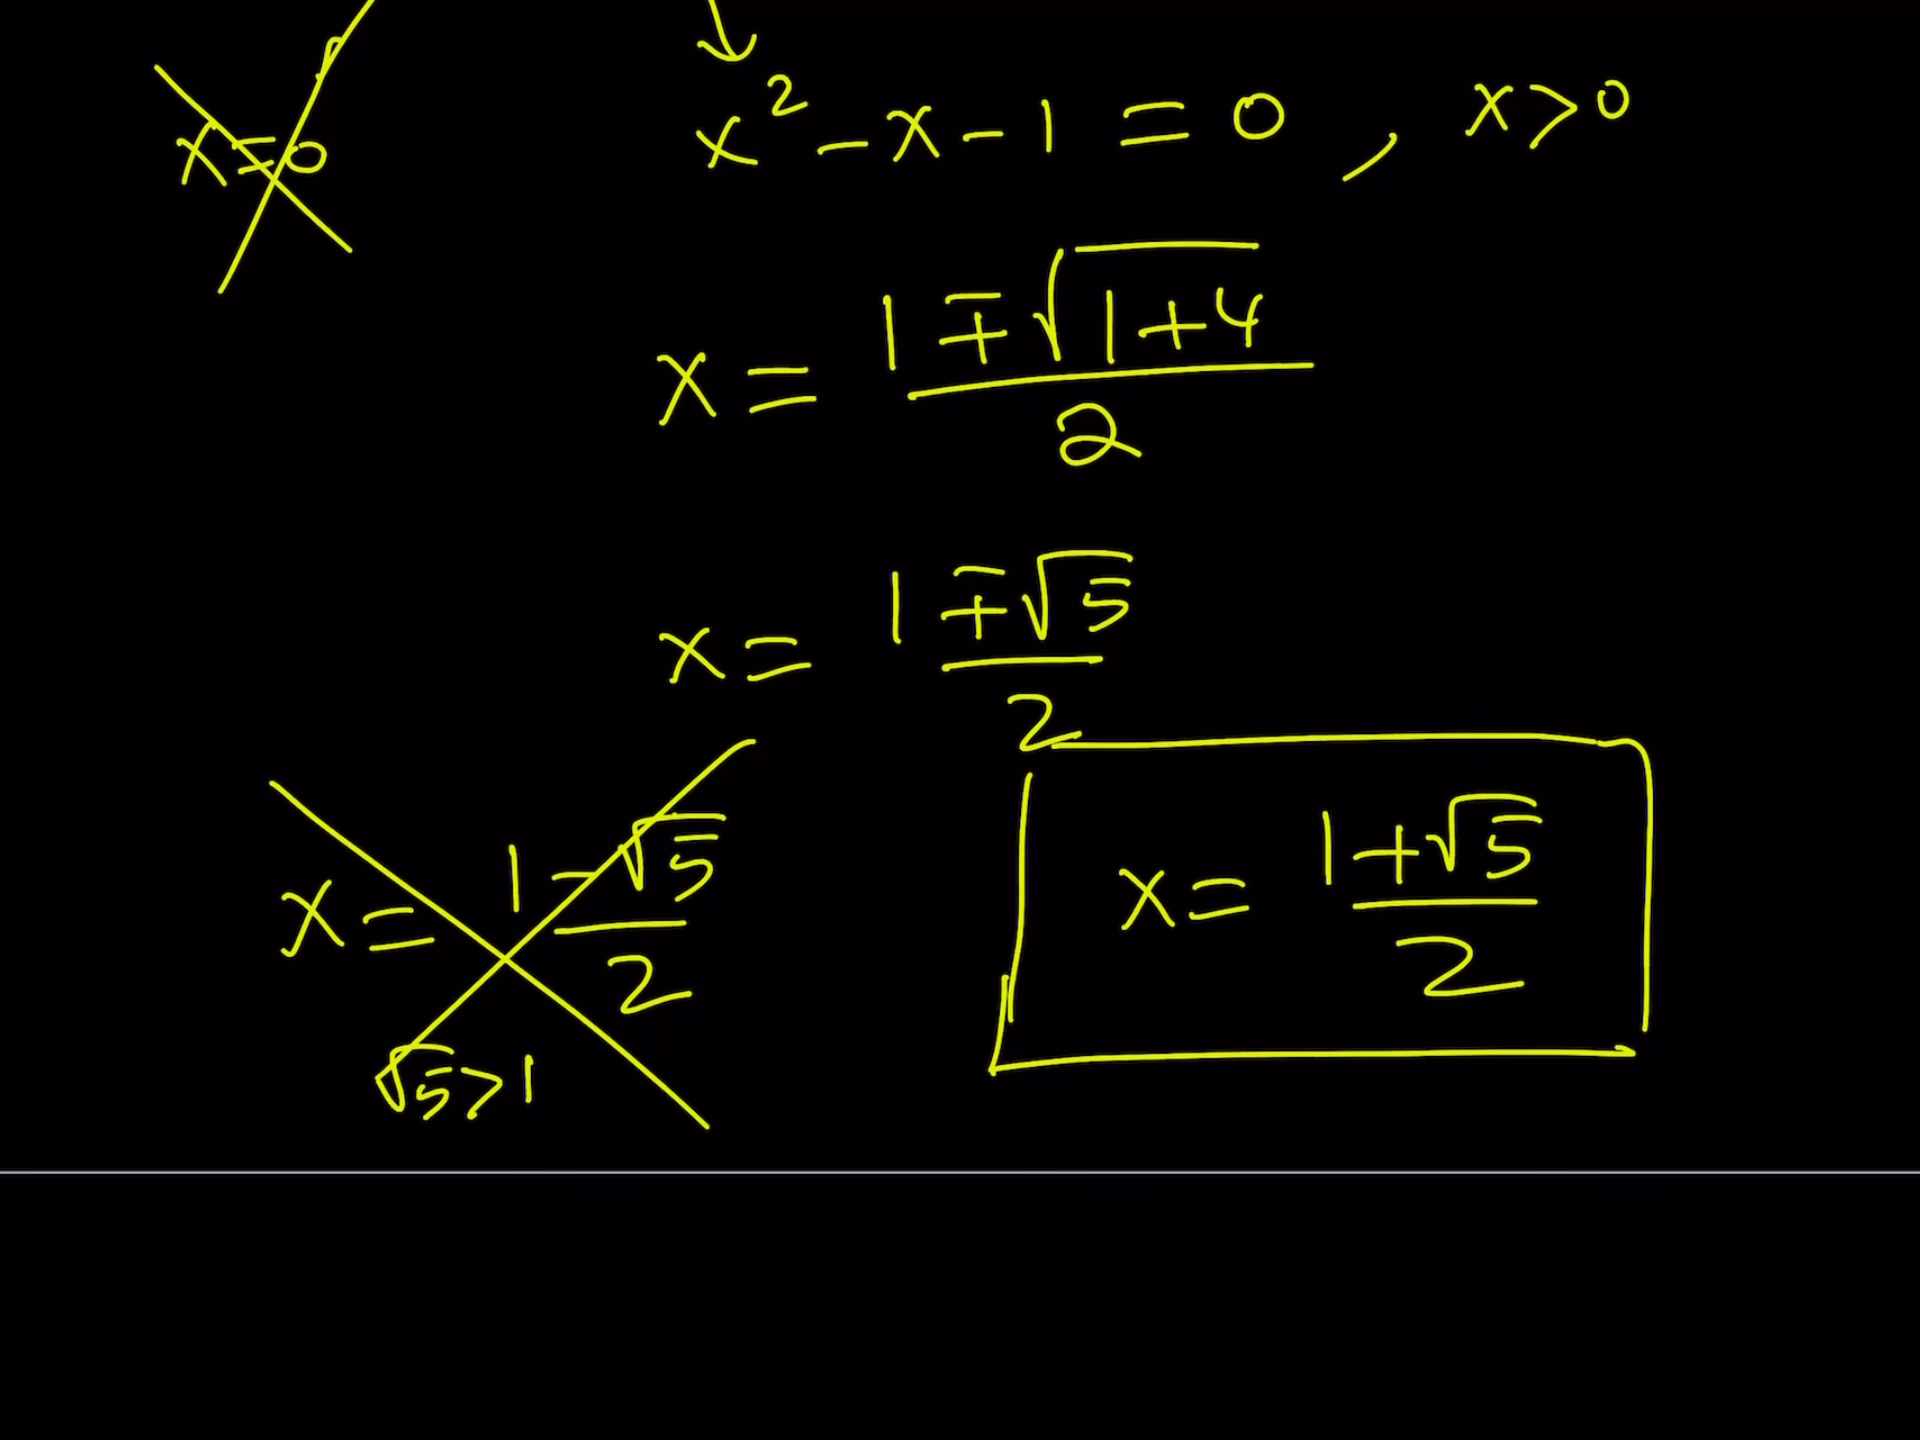 x=0
x² - x - 1 = 0 , x>0
x = (1 ∓ √(1+4))/2
x = (1 ∓ √5)/2
x = (1 - √5)/2
√5 > 1
x = (1+√5)/2